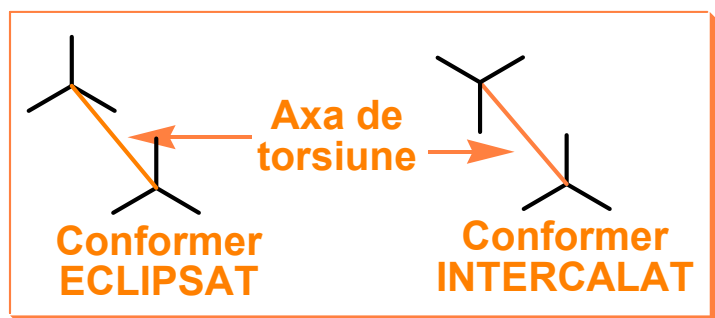 Axa de
torsiune
Conformer
ECLIPSAT
Conformer
INTERCALAT